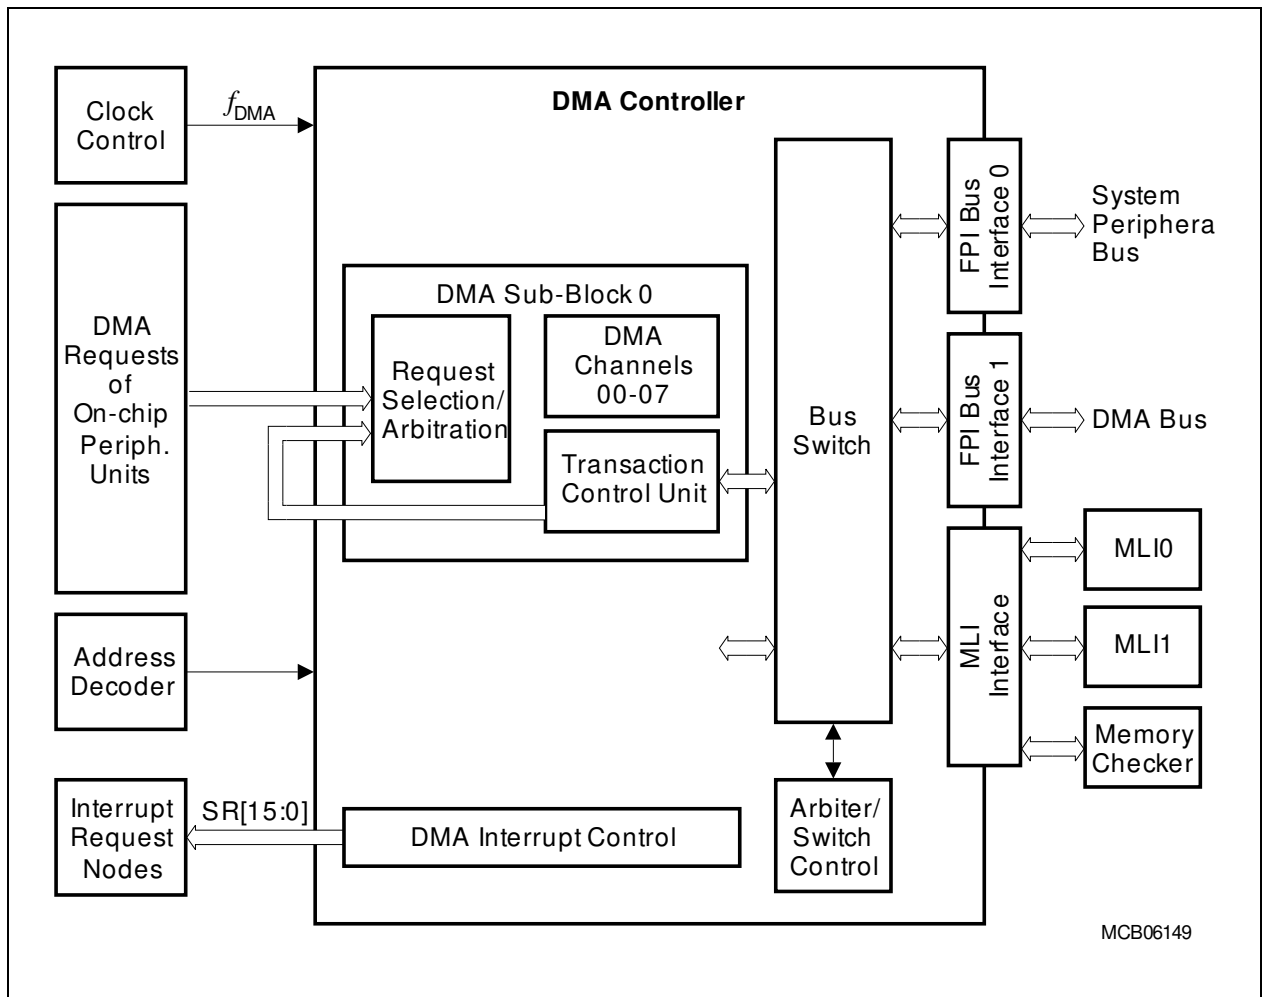 Clock
Control
fDMA
DMA Controller
DMA
Requests
of
On-chip
Periph.
Units
DMA Sub-Block 0
Request
Selection/
Arbitration
DMA
Channels
00-07
Transaction
Control Unit
Bus
Switch
FPI Bus
Interface 0
System
Periphera
Bus
FPI Bus
Interface 1
DMA Bus
MLI
Interface
MLI0
MLI1
Memory
Checker
Address
Decoder
Interrupt
Request
Nodes
SR[15:0]
DMA Interrupt Control
Arbiter/
Switch
Control
MCB06149